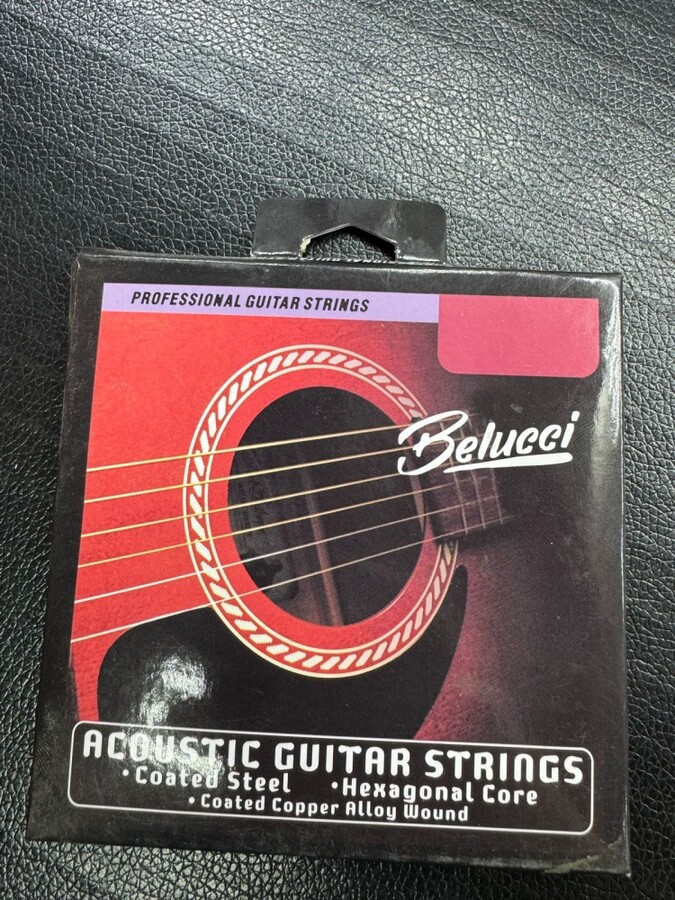 PROFESSIONAL GUITAR STRINGS
Belucci
ACOUSTIC GUITAR STRINGS
•Coated Steel •Hexagonal Core
•Coated Copper Alloy Wound